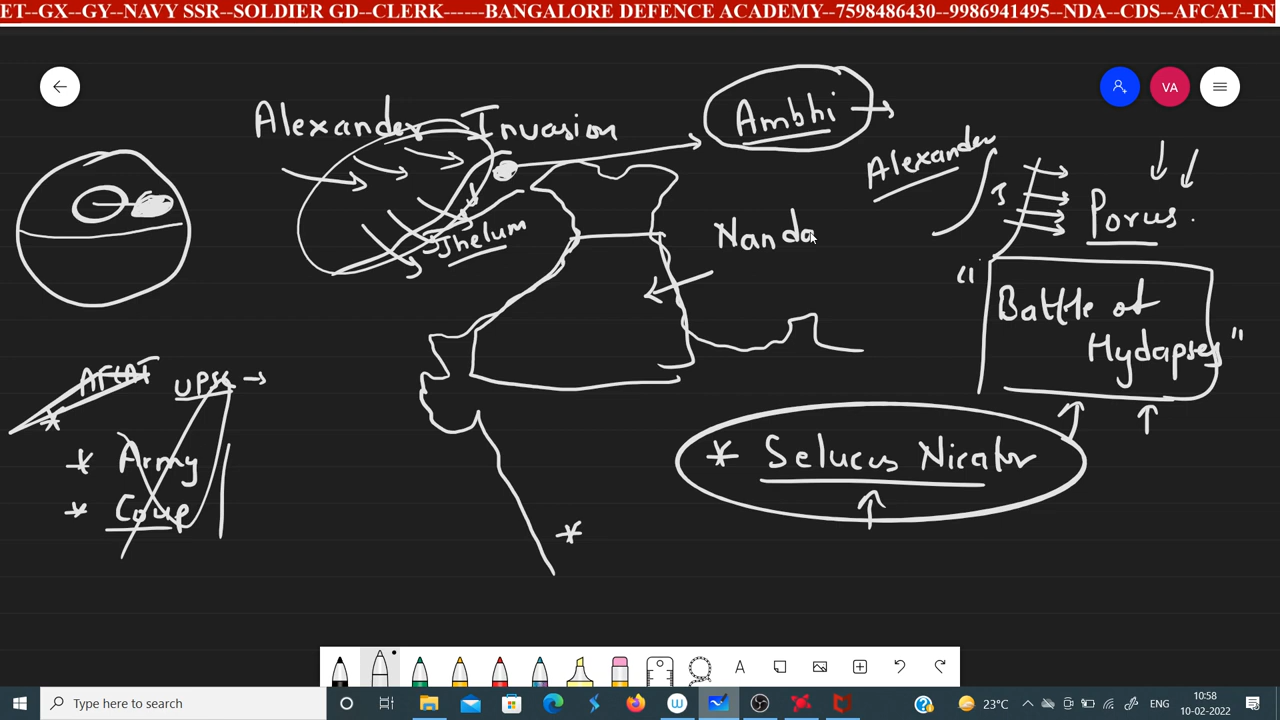 ET--GX--GY--NAVY SSR--SOLDIER GD--CLERK------BANGALORE DEFENCE ACADEMY--7598486430--9986941495--NDA--CDS--AFCAT--IN
Alexander Invasion
Ambhi
VA
Alexander
Porus.
Jhelum
Nanda
"Battle of
Hydapses"
AFCAT
UPSC
* Army
* Coup
* Selucus Nicator
*
A
Type here to search
23°C
ENG
10:58
10-02-2022